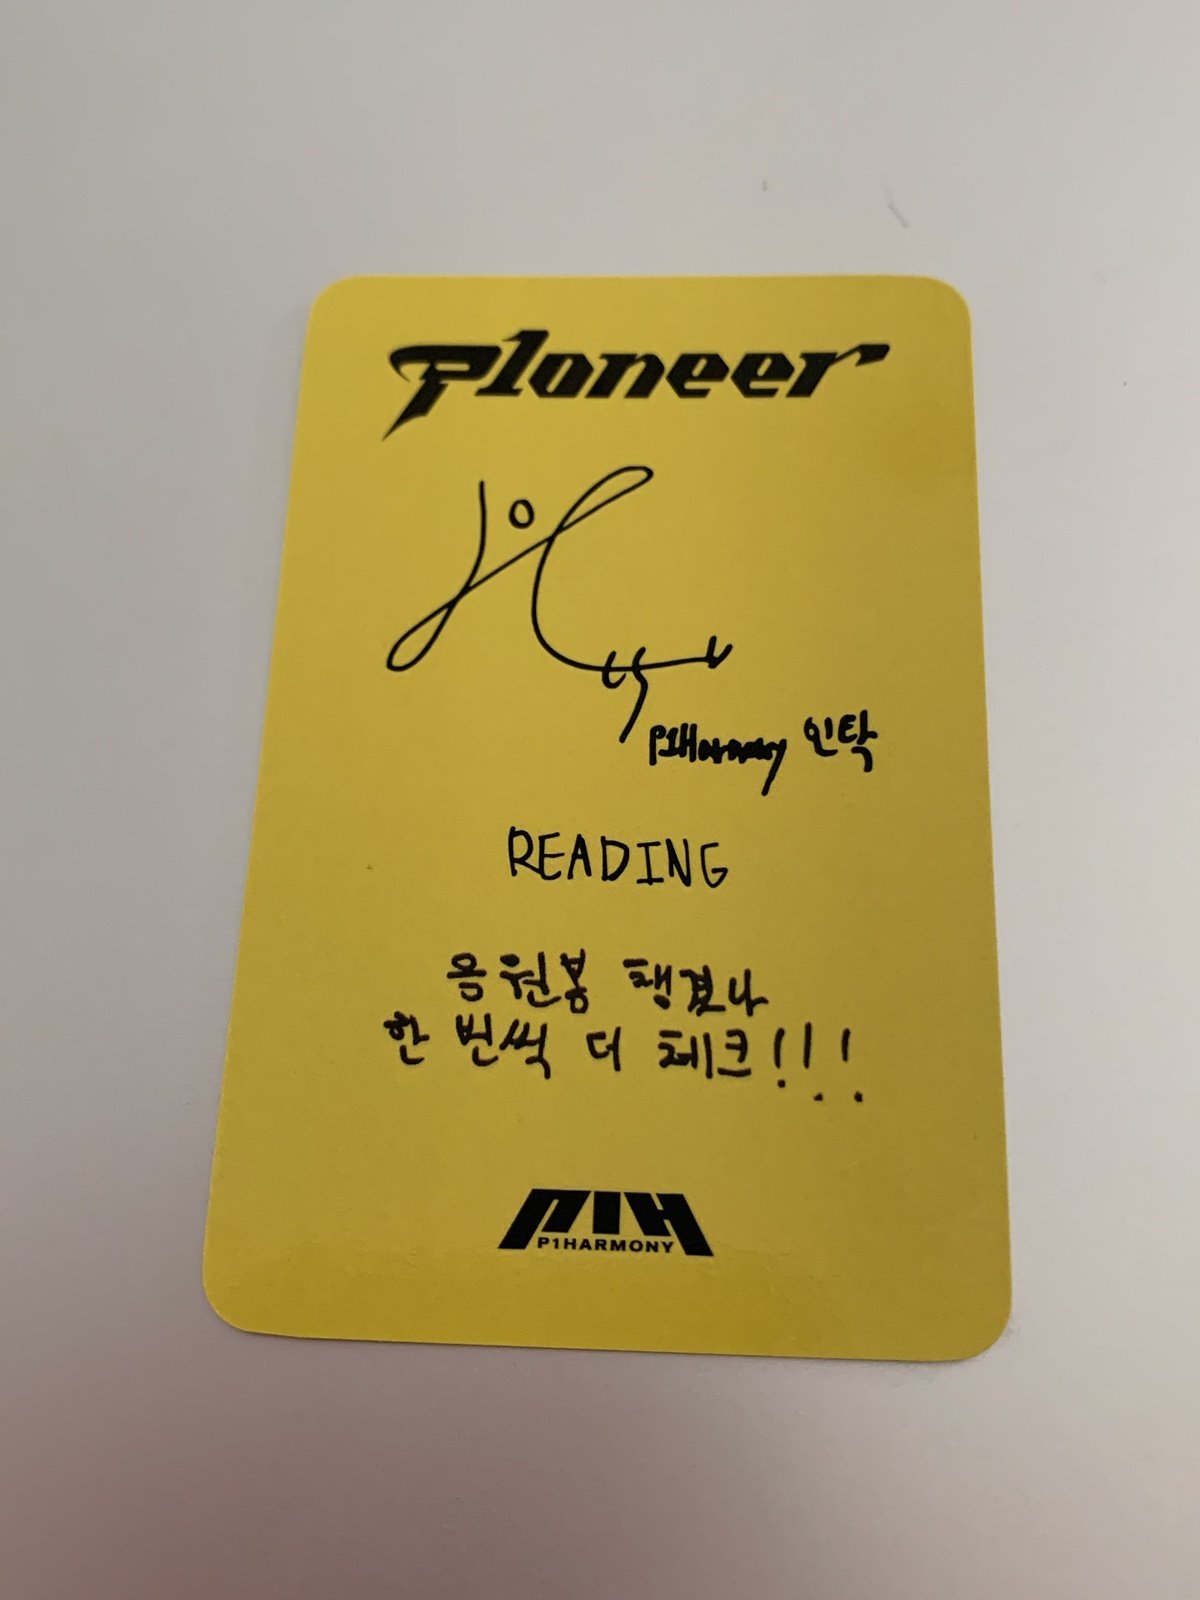 P1oneer
P1Harmony 인탁
READING
응원봉 챙겼나
한 번씩 더 체크!!!
P1H
P1HARMONY